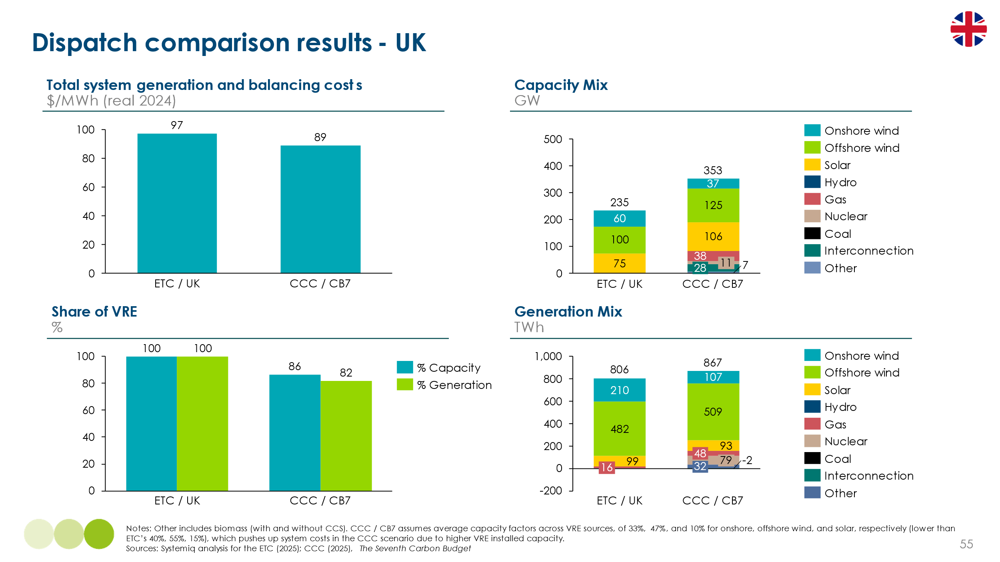 Dispatch comparison results - UK
Total system generation and balancing costs
$/MWh (real 2024)
100
80
60
40
20
0
97
89
ETC / UK
CCC / CB7
Capacity Mix
GW
500
400
300
200
100
0
235
60
100
75
353
37
125
106
38
11
28
7
ETC / UK
CCC / CB7
Onshore wind
Offshore wind
Solar
Hydro
Gas
Nuclear
Coal
Interconnection
Other
Share of VRE
%
100
80
60
40
20
0
100
100
86
82
ETC / UK
CCC / CB7
% Capacity
% Generation
Generation Mix
TWh
1,000
800
600
400
200
0
-200
806
210
482
99
16
867
107
509
93
48
79
32
-2
ETC / UK
CCC / CB7
Onshore wind
Offshore wind
Solar
Hydro
Gas
Nuclear
Coal
Interconnection
Other
Notes: Other includes biomass (with and without CCS). CCC / CB7 assumes average capacity factors across VRE sources, of 33%, 47%, and 10% for onshore, offshore wind, and solar, respectively (lower than
ETC's 40%, 55%, 15%), which pushes up system costs in the CCC scenario due to higher VRE installed capacity.
Sources: Systemiq analysis for the ETC (2025); CCC (2025), The Seventh Carbon Budget
55